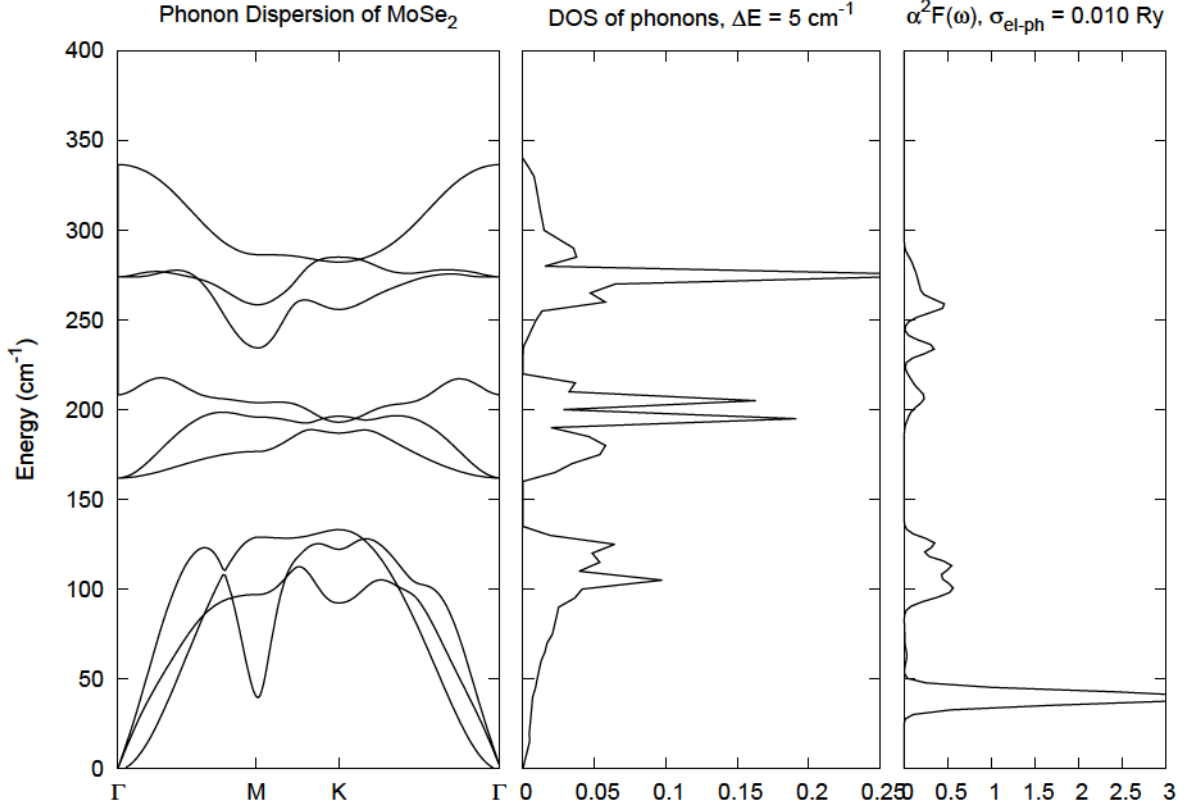 Phonon Dispersion of MoSe₂
DOS of phonons, ΔE = 5 cm⁻¹
α²F(ω), σₑₗ₋ₚₕ = 0.010 Ry
Energy (cm⁻¹)
400
350
300
250
200
150
100
50
0
Γ M K Γ
0 0.05 0.1 0.15 0.2 0.25
0 0.5 1 1.5 2 2.5 3